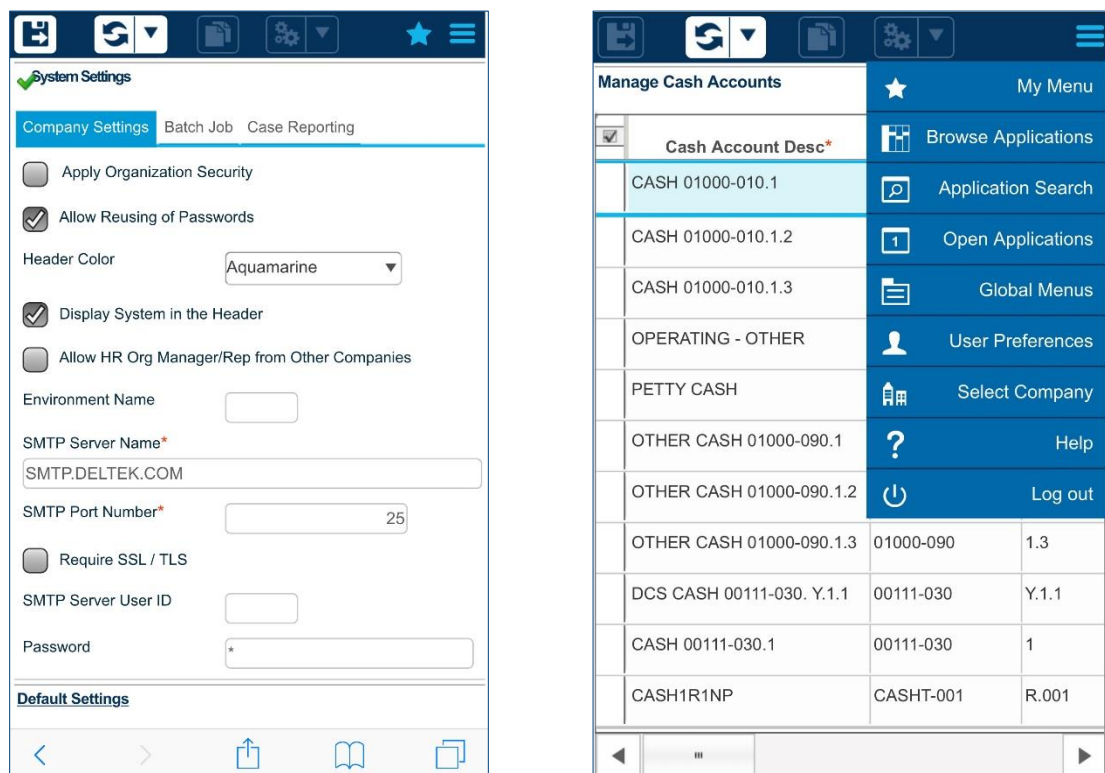 System Settings
Company Settings Batch Job Case Reporting
Apply Organization Security
Allow Reusing of Passwords
Header Color Aquamarine
Display System in the Header
Allow HR Org Manager/Rep from Other Companies
Environment Name
SMTP Server Name*
SMTP.DELTEK.COM
SMTP Port Number* 25
Require SSL / TLS
SMTP Server User ID
Password *
Default Settings
Manage Cash Accounts
Cash Account Desc*
CASH 01000-010.1
CASH 01000-010.1.2
CASH 01000-010.1.3
OPERATING - OTHER
PETTY CASH
OTHER CASH 01000-090.1
OTHER CASH 01000-090.1.2
OTHER CASH 01000-090.1.3 01000-090 1.3
DCS CASH 00111-030. Y.1.1 00111-030 Y.1.1
CASH 00111-030.1 00111-030 1
CASH1R1NP CASHT-001 R.001
My Menu
Browse Applications
Application Search
1 Open Applications
Global Menus
User Preferences
Select Company
? Help
Log out